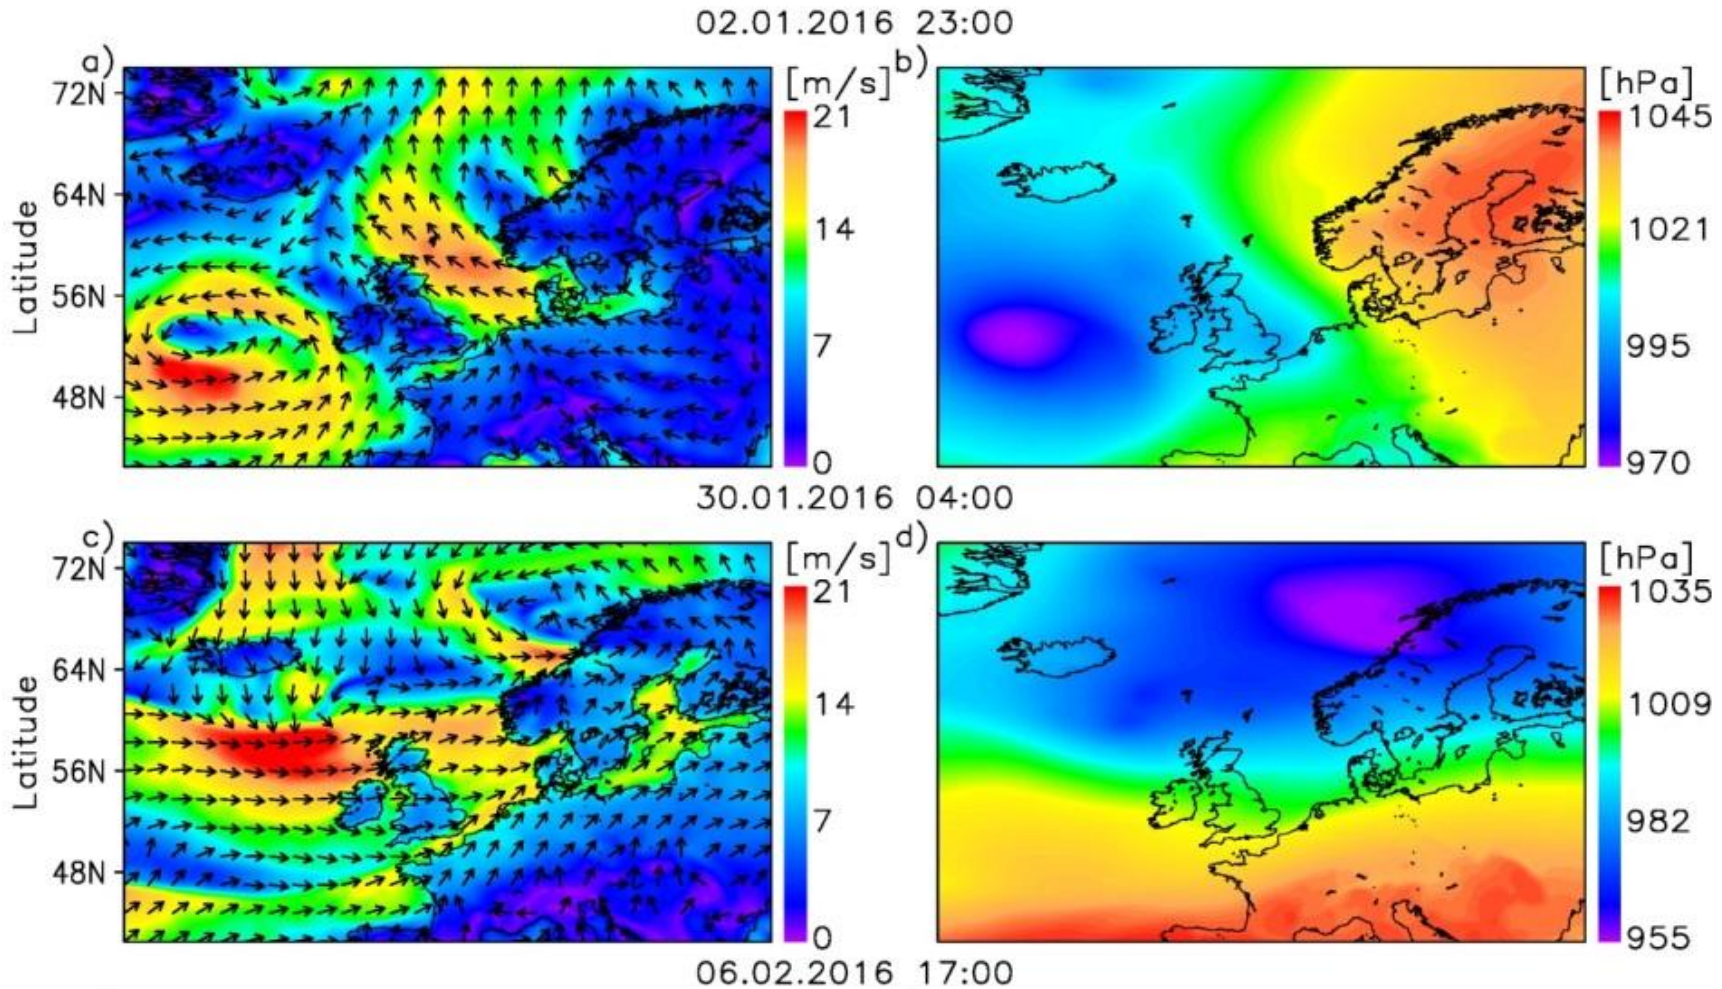 02.01.2016 23:00
a) [m/s] b) [hPa]
72N 21 1045
64N
14 1021
Latitude
56N
7 995
48N
0 970
30.01.2016 04:00
c) [m/s] d) [hPa]
72N 21 1035
64N
14 1009
Latitude
56N
7 982
48N
0 955
06.02.2016 17:00